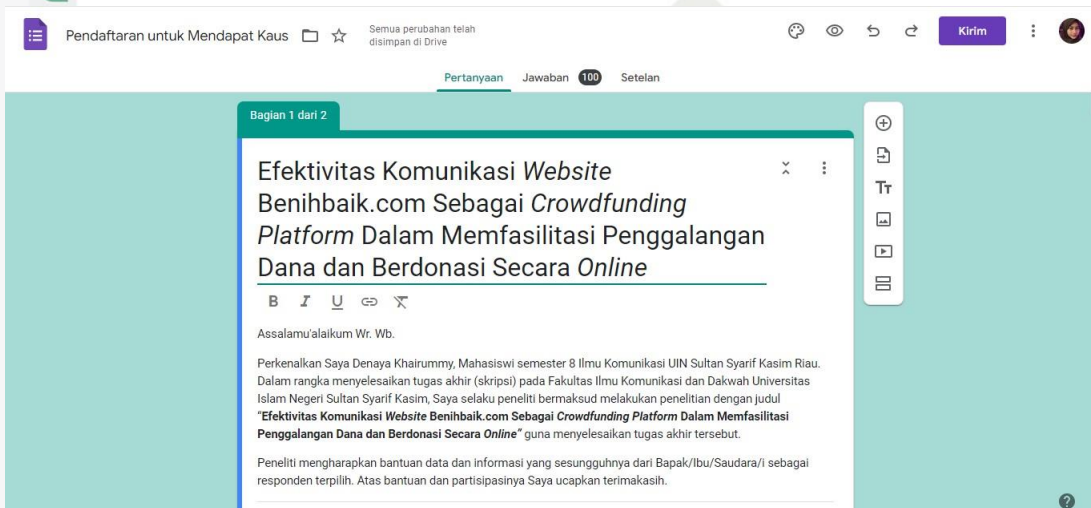 Pendaftaran untuk Mendapat Kaus
Semua perubahan telah
disimpan di Drive
Kirim
Pertanyaan Jawaban 100 Setelan
Bagian 1 dari 2
Efektivitas Komunikasi Website
Benihbaik.com Sebagai Crowdfunding
Platform Dalam Memfasilitasi Penggalangan
Dana dan Berdonasi Secara Online
B I U
Assalamu'alaikum Wr. Wb.
Perkenalkan Saya Denaya Khairummy, Mahasiswi semester 8 Ilmu Komunikasi UIN Sultan Syarif Kasim Riau.
Dalam rangka menyelesaikan tugas akhir (skripsi) pada Fakultas Ilmu Komunikasi dan Dakwah Universitas
Islam Negeri Sultan Syarif Kasim, Saya selaku peneliti bermaksud melakukan penelitian dengan judul
“Efektivitas Komunikasi Website Benihbaik.com Sebagai Crowdfunding Platform Dalam Memfasilitasi
Penggalangan Dana dan Berdonasi Secara Online” guna menyelesaikan tugas akhir tersebut.
Peneliti mengharapkan bantuan data dan informasi yang sesungguhnya dari Bapak/Ibu/Saudara/i sebagai
responden terpilih. Atas bantuan dan partisipasinya Saya ucapkan terimakasih.
Tт
?